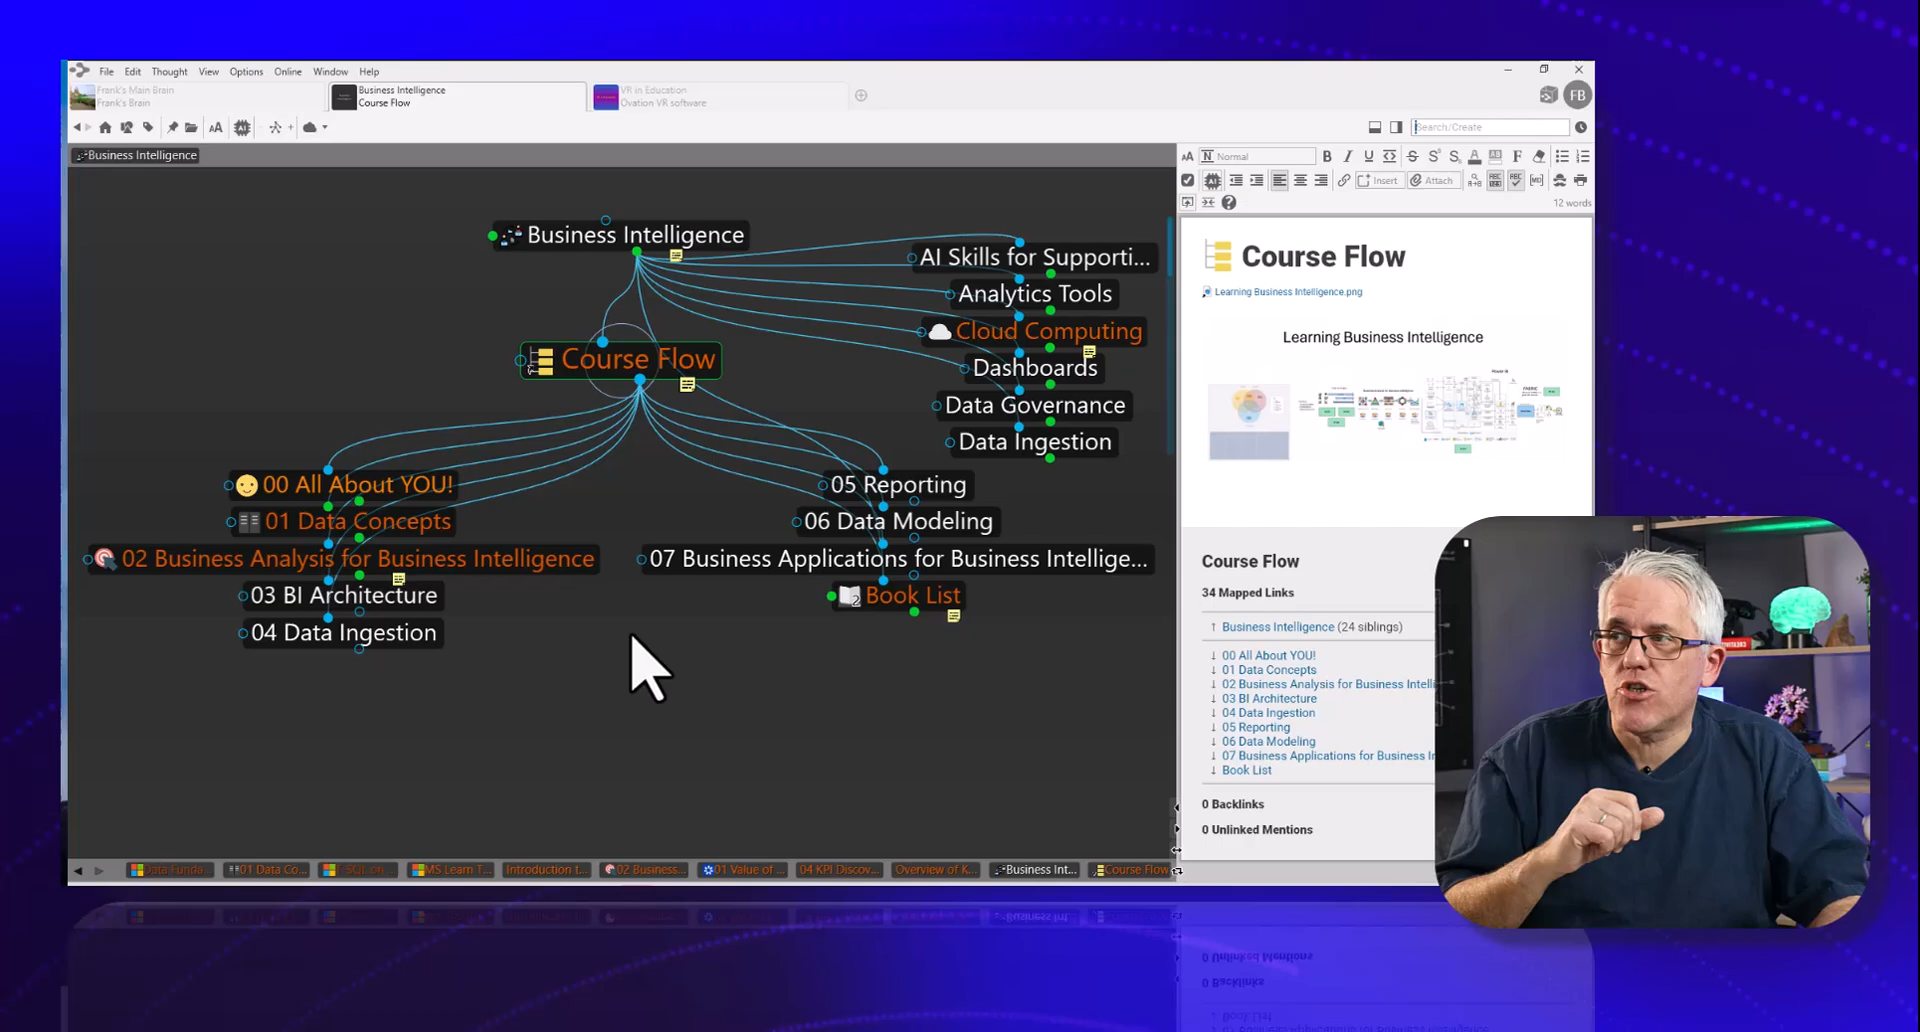 File Edit Thought View Options Online Window Help
Frank's Main Brain
Frank's Brain
Business Intelligence
Course Flow
VR in Education
Ovation VR software
FB
AA
AI
Search/Create
Business Intelligence
Business Intelligence
Course Flow
AI Skills for Supporti...
Analytics Tools
Cloud Computing
Dashboards
Data Governance
Data Ingestion
00 All About YOU!
01 Data Concepts
02 Business Analysis for Business Intelligence
03 BI Architecture
04 Data Ingestion
05 Reporting
06 Data Modeling
07 Business Applications for Business Intellige...
Book List
AA N Normal B I U
Insert Attach
12 words
Course Flow
Learning Business Intelligence.png
Learning Business Intelligence
Course Flow
34 Mapped Links
↑ Business Intelligence (24 siblings)
↓ 00 All About YOU!
↓ 01 Data Concepts
↓ 02 Business Analysis for Business Intelli
↓ 03 BI Architecture
↓ 04 Data Ingestion
↓ 05 Reporting
↓ 06 Data Modeling
↓ 07 Business Applications for Business In
↓ Book List
0 Backlinks
0 Unlinked Mentions
Data Funda... 01 Data Co... T-SQL on... MS Learn T... Introduction t... 02 Business... 01 Value of... 04 KPI Discov... Overview of K... Business Int... Course Flow